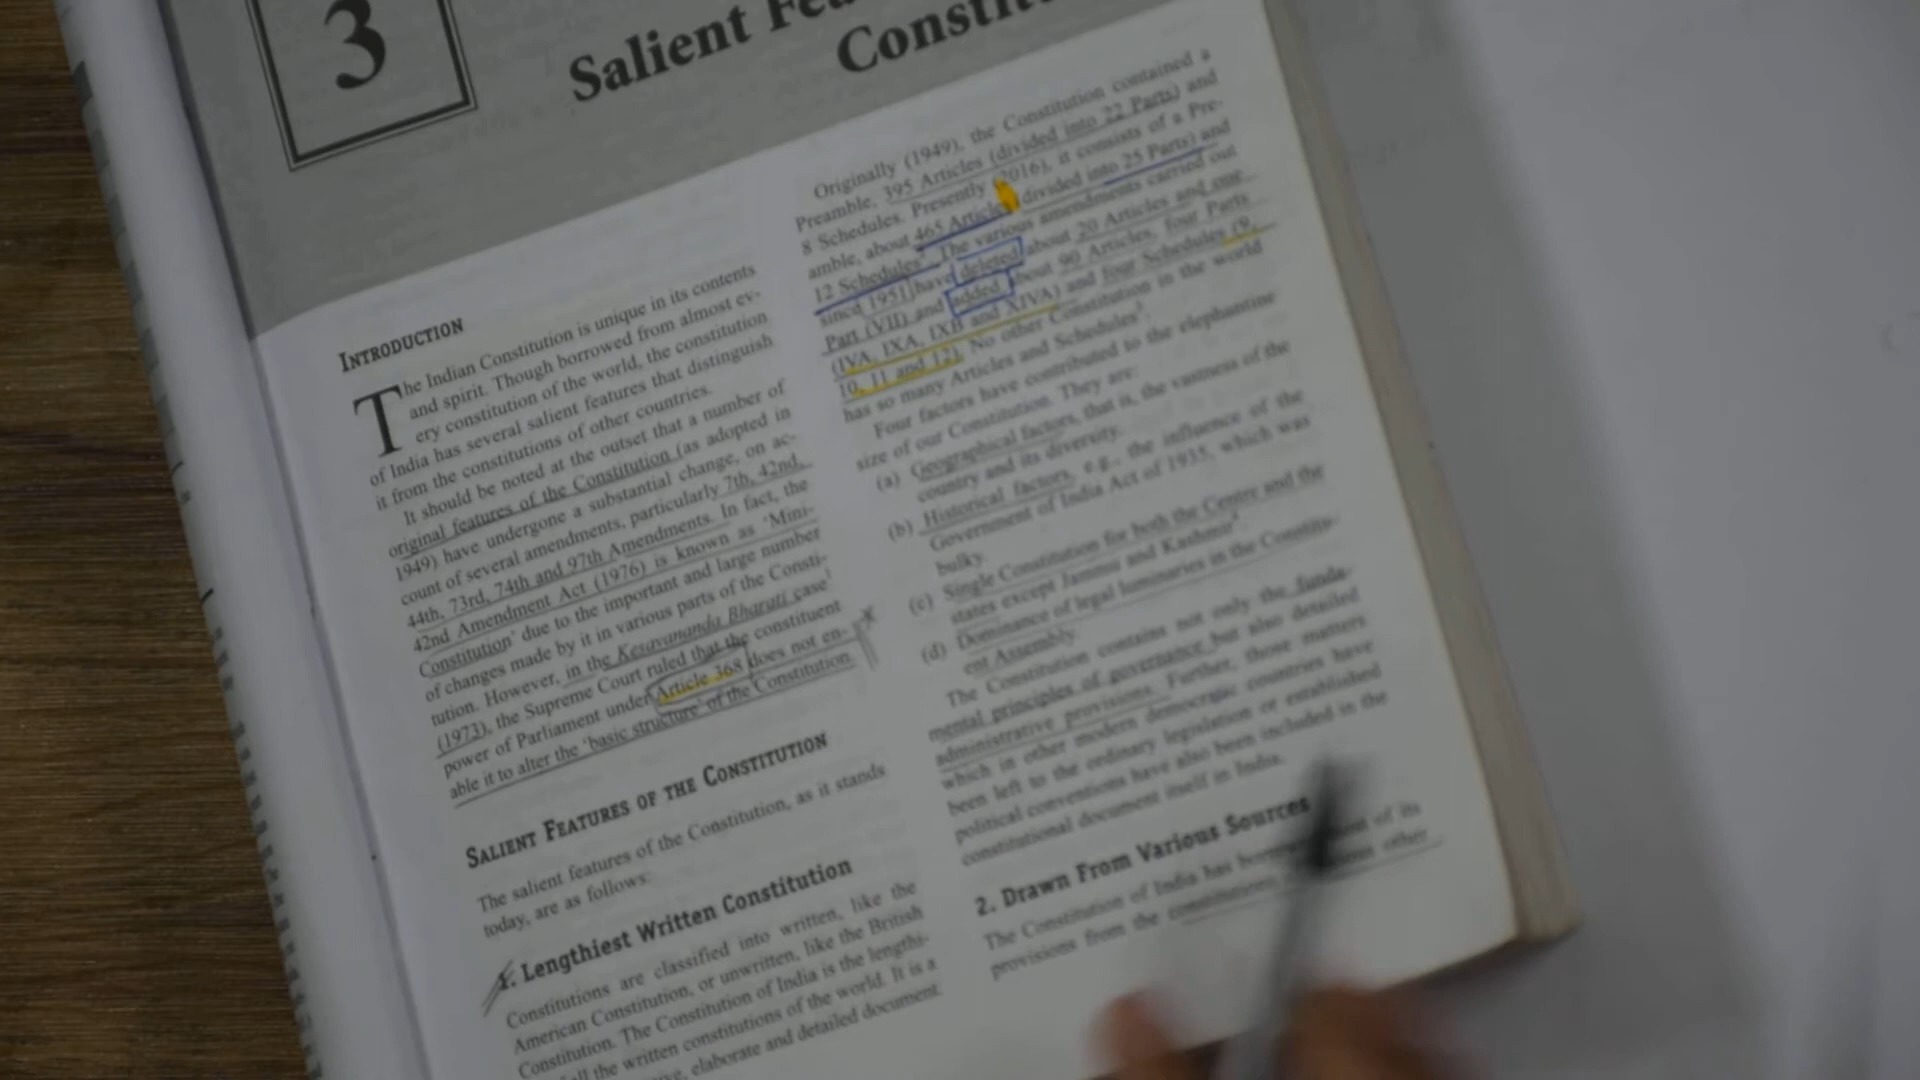 3
Salient
Constit
INTRODUCTION
The Indian Constitution is unique in its contents
and spirit. Though borrowed from almost ev-
ery constitution of the world, the constitution
of India has several salient features that distinguish
it from the constitutions of other countries.
It should be noted at the outset that a number of
original features of the Constitution (as adopted in
1949) have undergone a substantial change, on ac-
count of several amendments, particularly 7th, 42nd,
44th, 73rd, 74th and 97th Amendments. In fact, the
42nd Amendment Act (1976) is known as 'Mini-
Constitution' due to the important and large number
of changes made by it in various parts of the Consti-
tution. However, in the Kesavananda Bharati case1
(1973), the Supreme Court ruled that the constituent
power of Parliament under Article 368 does not en-
able it to alter the 'basic structure' of the Constitution.
SALIENT FEATURES OF THE CONSTITUTION
The salient features of the Constitution, as it stands
today, are as follows:
1. Lengthiest Written Constitution
Constitutions are classified into written, like the
American Constitution, or unwritten, like the British
Constitution. The Constitution of India is the lengthi-
all the written constitutions of the world. It is a
elaborate and detailed document.
Originally (1949), the Constitution contained a
Preamble, 395 Articles (divided into 22 Parts) and
8 Schedules. Presently (2016), it consists of a Pre-
amble, about 465 Articles divided into 25 Parts) and
12 Schedules2. The various amendments carried out
since 1951 have deleted about 20 Articles and one
Part (VII) and added about 90 Articles, four Parts
(IVA, IXA, IXB and XIVA) and four Schedules (9,
10, 11 and 12). No other Constitution in the world
has so many Articles and Schedules3.
Four factors have contributed to the elephantine
size of our Constitution. They are:
(a) Geographical factors, that is, the vastness of the
country and its diversity.
(b) Historical factors, e.g., the influence of the
Government of India Act of 1935, which was
bulky.
(c) Single Constitution for both the Centre and the
states except Jammu and Kashmir4.
(d) Dominance of legal luminaries in the Constitu-
ent Assembly.
The Constitution contains not only the funda-
mental principles of governance but also detailed
administrative provisions. Further, those matters
which in other modern democratic countries have
been left to the ordinary legislation or established
political conventions have also been included in the
constitutional document itself in India.
2. Drawn From Various Sources
The Constitution of India has of its
provisions from the constitutions other